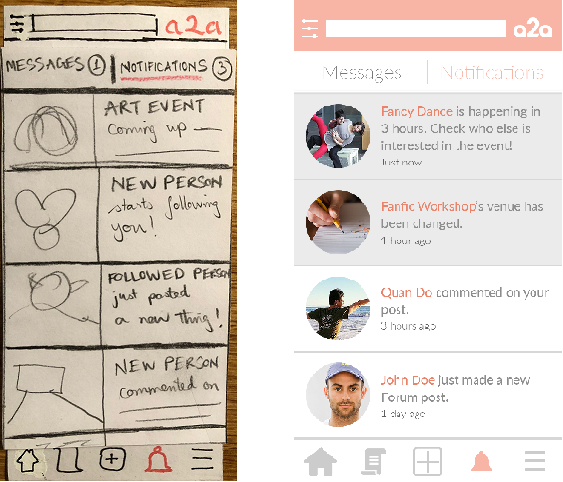 a2a
MESSAGES 1 NOTIFICATIONS 3
ART EVENT
Coming up
NEW PERSON
starts following
you!
FOLLOWED PERSON
just posted
a new thing!
NEW PERSON
commented on
a2a
Messages Notifications
Fancy Dance is happening in
3 hours. Check who else is
interested in the event!
Just now
Fanfic Workshop's venue has
been changed.
1 hour ago
Quan Do commented on your
post.
3 hours ago
John Doe just made a new
Forum post.
1 day ago